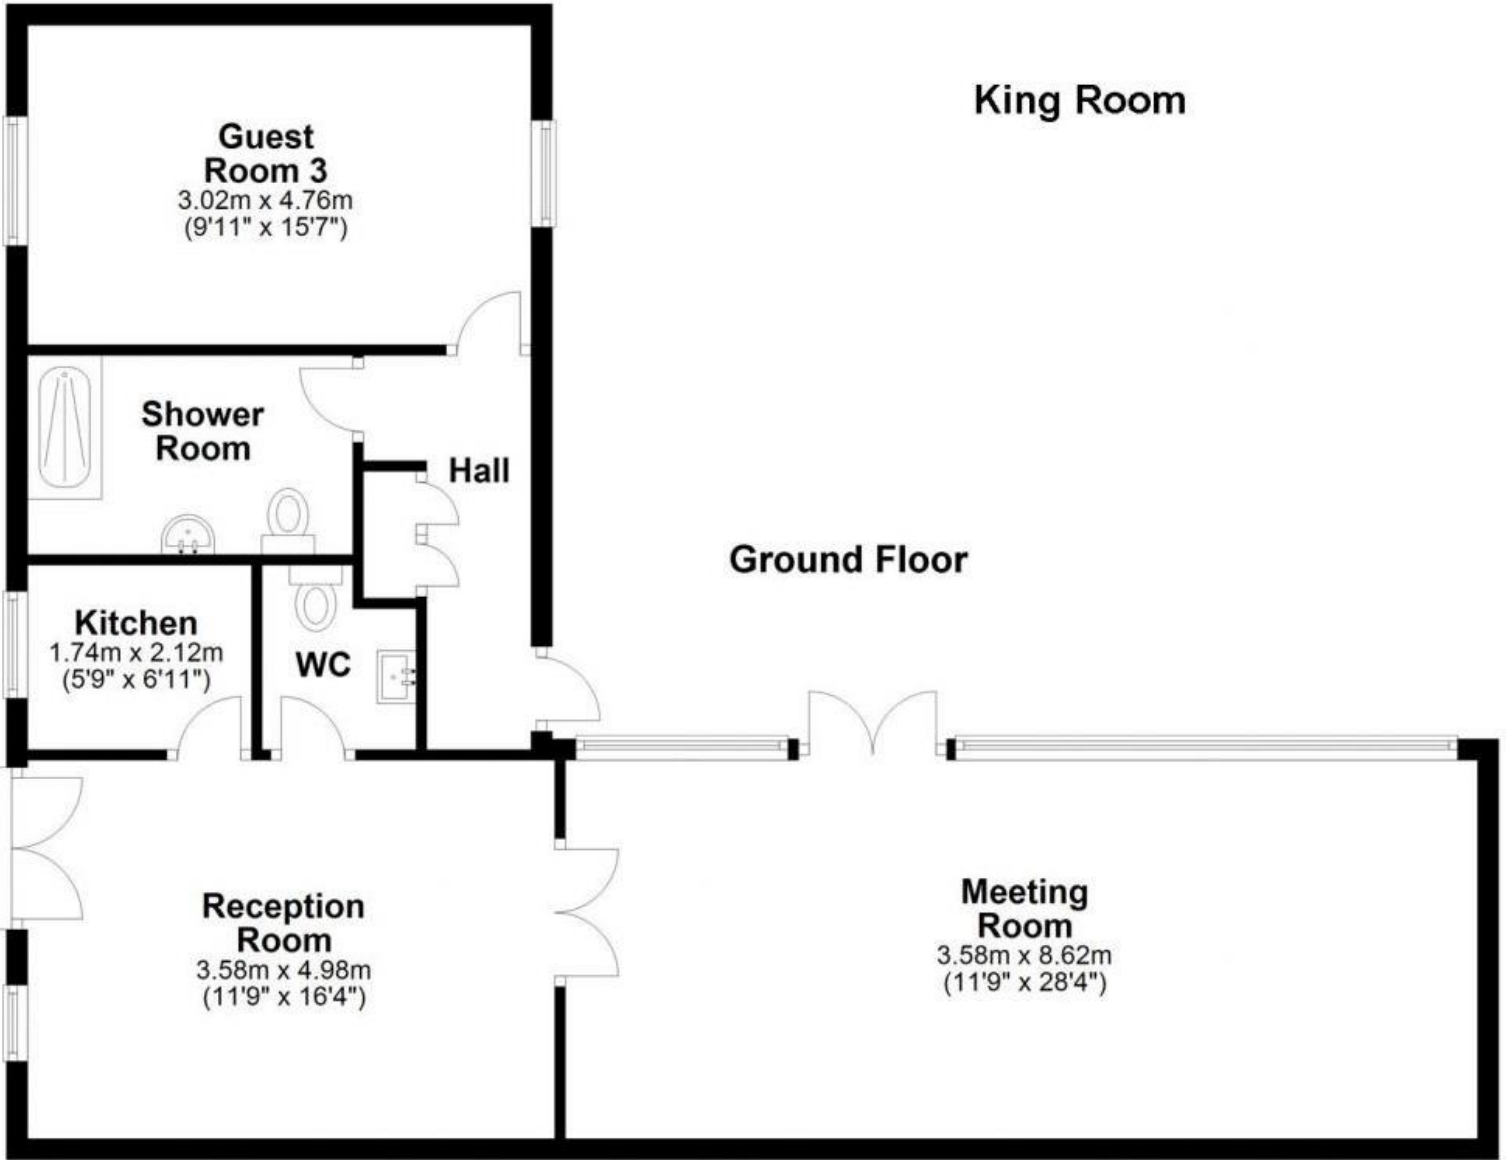 King Room
Guest
Room 3
3.02m x 4.76m
(9'11" x 15'7")
Shower
Room
Hall
Ground Floor
Kitchen
1.74m x 2.12m
(5'9" x 6'11")
WC
Reception
Room
3.58m x 4.98m
(11'9" x 16'4")
Meeting
Room
3.58m x 8.62m
(11'9" x 28'4")